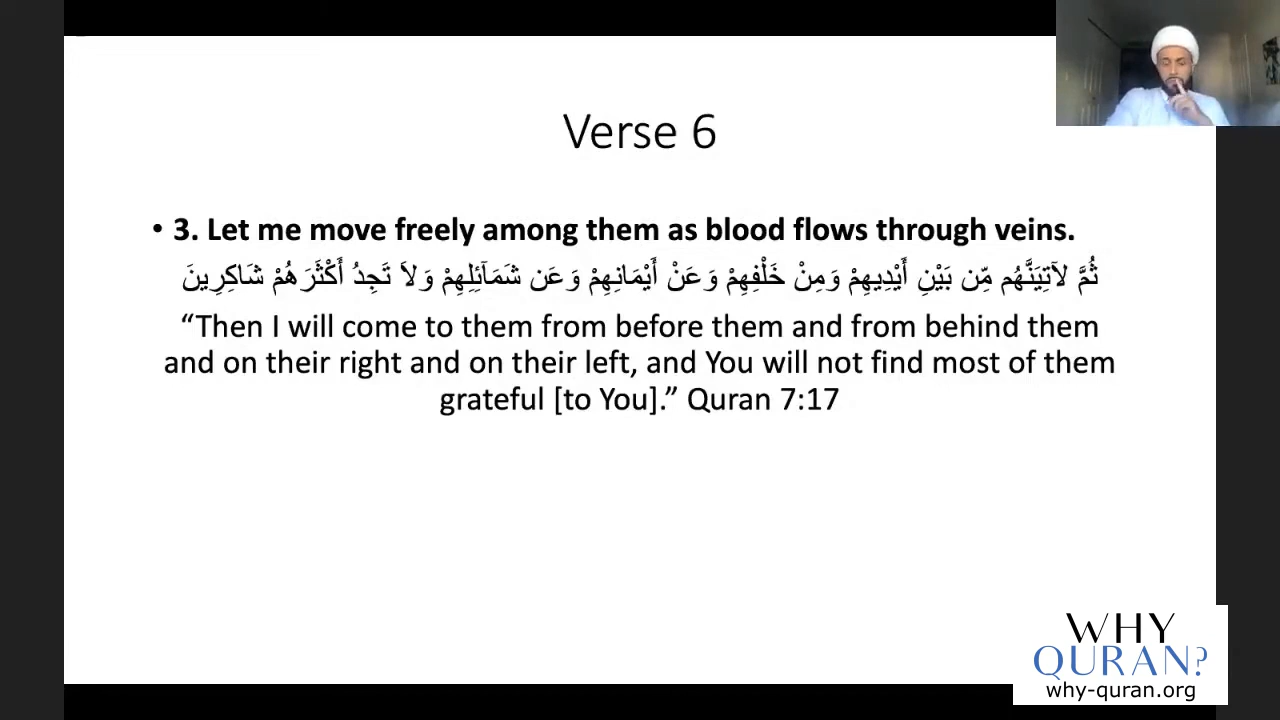 Verse 6
• 3. Let me move freely among them as blood flows through veins.
ثُمَّ لآتِيَنَّهُم مِّن بَيْنِ أَيْدِيهِمْ وَمِنْ خَلْفِهِمْ وَعَنْ أَيْمَانِهِمْ وَعَن شَمَآئِلِهِمْ وَلاَ تَجِدُ أَكْثَرَهُمْ شَاكِرِينَ
“Then I will come to them from before them and from behind them
and on their right and on their left, and You will not find most of them
grateful [to You].” Quran 7:17
WHY
QURAN?
why-quran.org